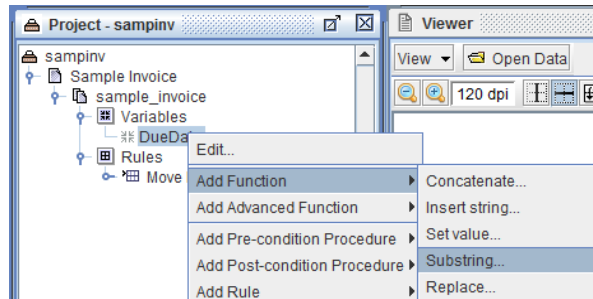 Project - sampinv
sampinv
Sample Invoice
sample_invoice
Variables
DueDa
Rules
Move
Edit...
Add Function
Add Advanced Function
Add Pre-condition Procedure
Add Post-condition Procedure
Add Rule
Viewer
View Open Data
120 dpi
Concatenate...
Insert string...
Set value...
Substring...
Replace...